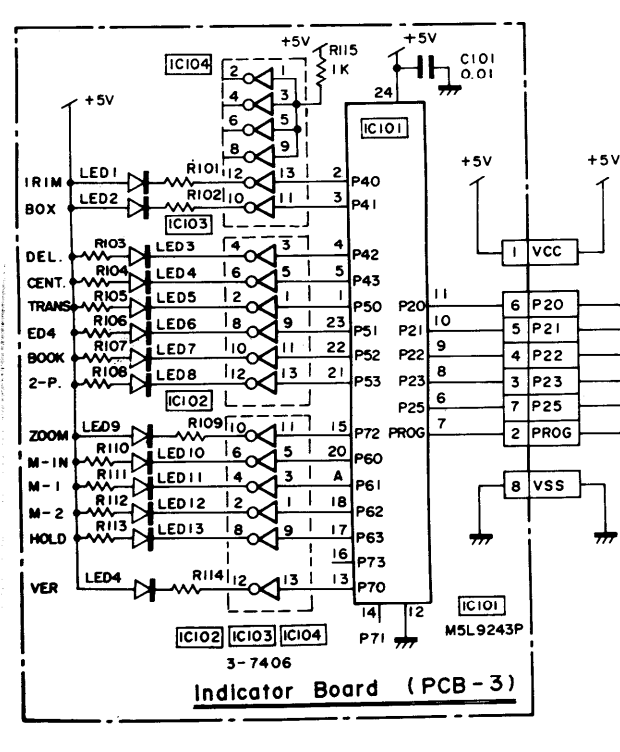 +5V R115
1K
+5V
C101
0.01
IC104
2 1
4 3
6 5
8 9
24
IC101
+5V
+5V +5V
1RIM LED1 R101 12 13 2 P40
BOX LED2 R102 10 11 3 P41
IC103
DEL. R103 LED3 4 3 4 P42
CENT. R104 LED4 6 5 5 P43
TRANS R105 LED5 2 1 1 P50
ED4 R106 LED6 8 9 23 P51
BOOK R107 LED7 10 11 22 P52
2-P. R108 LED8 12 13 21 P53
IC102
ZOOM LED9 R109 10 11 15 P72
M-IN R110 LED10 6 5 20 P60
M-1 R111 LED11 4 3 A P61
M-2 R112 LED12 2 1 18 P62
HOLD R113 LED13 8 9 17 P63
16 P73
VER LED4 R114 12 13 13 P70
14 12
P71
1 VCC
P20 11 6 P20
P21 10 5 P21
P22 9 4 P22
P23 8 3 P23
P25 6 7 P25
PROG 7 2 PROG
8 VSS
IC101
M5L9243P
IC102 IC103 IC104
3-7406
Indicator Board (PCB-3)